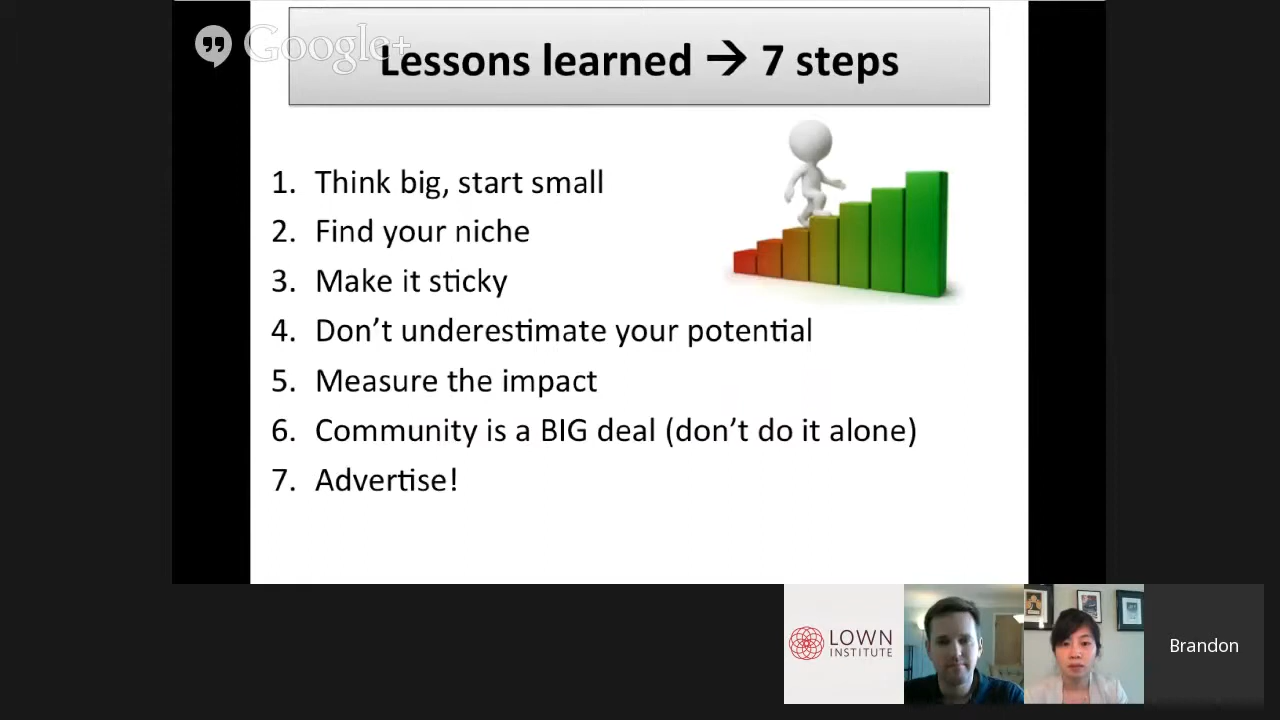 Google+
Lessons learned → 7 steps
1. Think big, start small
2. Find your niche
3. Make it sticky
4. Don’t underestimate your potential
5. Measure the impact
6. Community is a BIG deal (don’t do it alone)
7. Advertise!
LOWN
INSTITUTE
Brandon